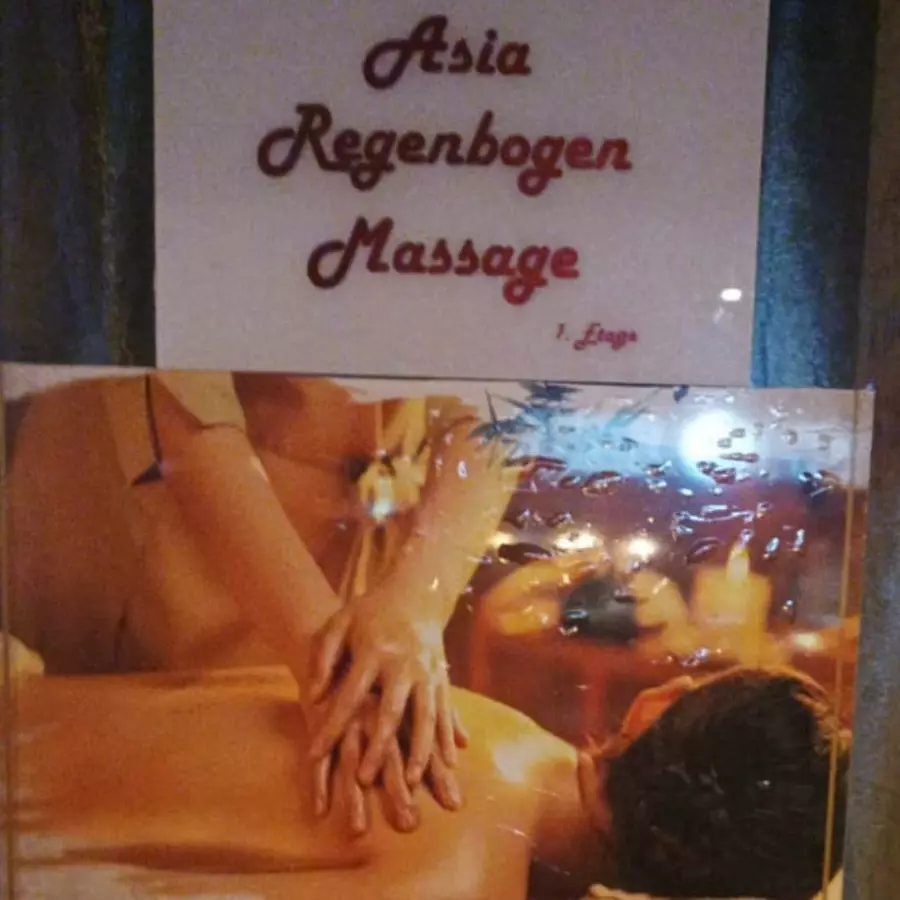 Asia
Regenbogen
Massage
1. Etage